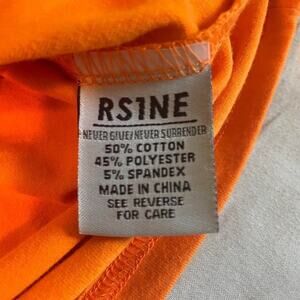 RS1NE
NEVER GIVE/NEVER SURRENDER
50% COTTON
45% POLYESTER
5% SPANDEX
MADE IN CHINA
SEE REVERSE
FOR CARE